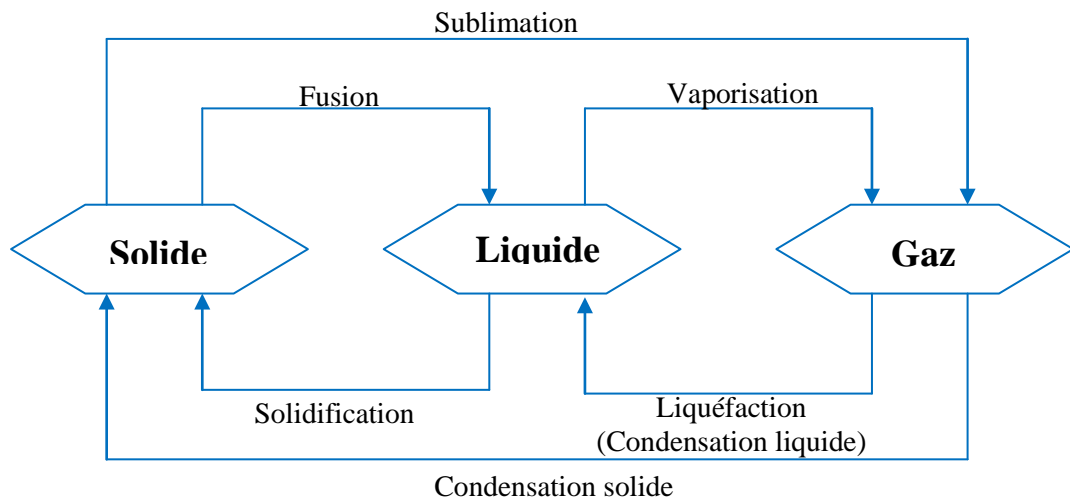 Sublimation
Fusion
Vaporisation
Solide
Liquide
Gaz
Solidification
Liquéfaction
(Condensation liquide)
Condensation solide